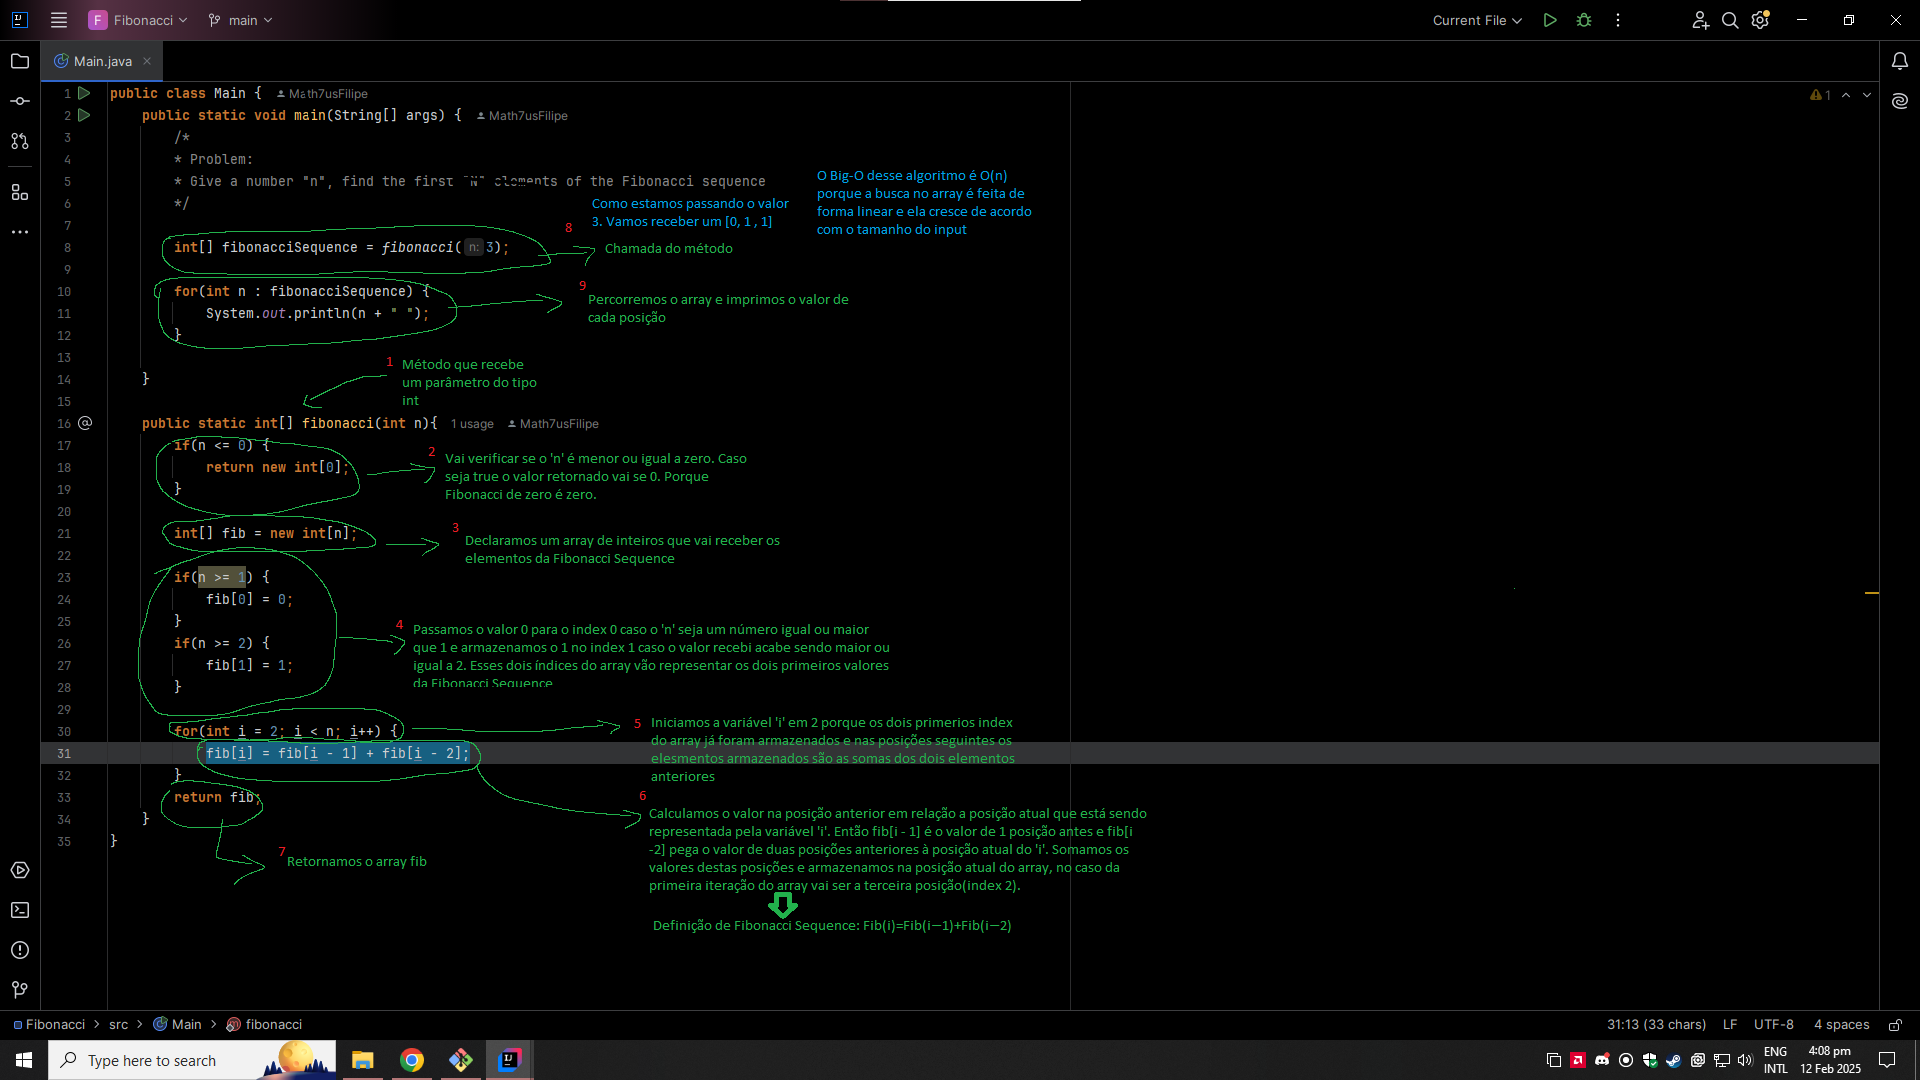 Fibonacci
main
Current File
Main.java
1 public class Main { Math7usFilipe
2 public static void main(String[] args) { Math7usFilipe
3 /*
4 * Problem:
5 * Give a number "n", find the first "N" elements of the Fibonacci sequence
6 */
7
8 int[] fibonacciSequence = fibonacci( n: 3);
9
10 for(int n : fibonacciSequence) {
11 System.out.println(n + " ");
12 }
13
14 }
15
16 public static int[] fibonacci(int n){ 1 usage Math7usFilipe
17 if(n <= 0) {
18 return new int[0];
19 }
20
21 int[] fib = new int[n];
22
23 if(n >= 1) {
24 fib[0] = 0;
25 }
26 if(n >= 2) {
27 fib[1] = 1;
28 }
29
30 for(int i = 2; i < n; i++) {
31 fib[i] = fib[i - 1] + fib[i - 2];
32 }
33 return fib;
34 }
35 }
1
O Big-O desse algoritmo é O(n)
porque a busca no array é feita de
forma linear e ela cresce de acordo
com o tamanho do input
Como estamos passando o valor
3. Vamos receber um [0, 1 , 1]
8
Chamada do método
9
Percorremos o array e imprimos o valor de
cada posição
1
Método que recebe
um parâmetro do tipo
int
2
Vai verificar se o 'n' é menor ou igual a zero. Caso
seja true o valor retornado vai se 0. Porque
Fibonacci de zero é zero.
3
Declaramos um array de inteiros que vai receber os
elementos da Fibonacci Sequence
4
Passamos o valor 0 para o index 0 caso o 'n' seja um número igual ou maior
que 1 e armazenamos o 1 no index 1 caso o valor recebi acabe sendo maior ou
igual a 2. Esses dois índices do array vão representar os dois primeiros valores
da Fibonacci Sequence
5
Iniciamos a variável 'i' em 2 porque os dois primerios index
do array já foram armazenados e nas posições seguintes os
elesmentos armazenados são as somas dos dois elementos
anteriores
6
Calculamos o valor na posição anterior em relação a posição atual que está sendo
representada pela variável 'i'. Então fib[i - 1] é o valor de 1 posição antes e fib[i
-2] pega o valor de duas posições anteriores à posição atual do 'i'. Somamos os
valores destas posições e armazenamos na posição atual do array, no caso da
primeira iteração do array vai ser a terceira posição(index 2).
Definição de Fibonacci Sequence: Fib(i)=Fib(i−1)+Fib(i−2)
7
Retornamos o array fib
Fibonacci > src > Main > fibonacci
31:13 (33 chars) LF UTF-8 4 spaces
Type here to search
ENG
INTL
4:08 pm
12 Feb 2025